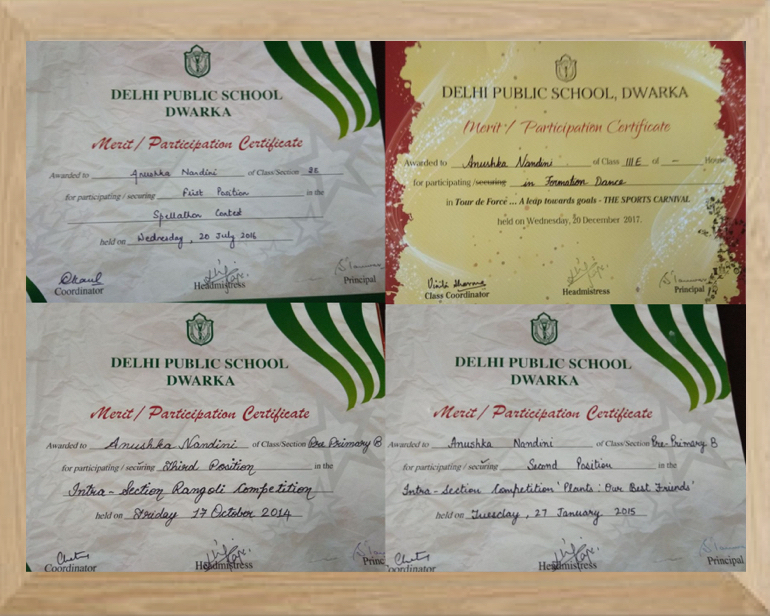 DELHI PUBLIC SCHOOL
DWARKA
Merit / Participation Certificate
Awarded to Anushka Nandini of Class/Section 2E
for participating / securing First Position in the
Spellathon Contest
held on Wednesday, 20 July 2016
Coordinator Headmistress Principal
DELHI PUBLIC SCHOOL, DWARKA
Merit / Participation Certificate
Awarded to Anushka Nandini of Class III E of - House
for participating / securing in Formation Dance
in Tour de Force ... A leap towards goals - THE SPORTS CARNIVAL
held on Wednesday, 20 December 2017.
Class Coordinator Headmistress Principal
DELHI PUBLIC SCHOOL
DWARKA
Merit / Participation Certificate
Awarded to Anushka Nandini of Class/Section Pre Primary B
for participating / securing Third Position in the
Intra - Section Rangoli Competition
held on Friday 17 October 2014
Coordinator Headmistress Princ
DELHI PUBLIC SCHOOL
DWARKA
Merit / Participation Certificate
Awarded to Anushka Nandini of Class/Section Pre-Primary B
for participating / securing Second Position in the
Intra - Section Competition 'Plants : Our Best Friends'
held on Tuesday, 27 January 2015
oordinator Headmistress Princ